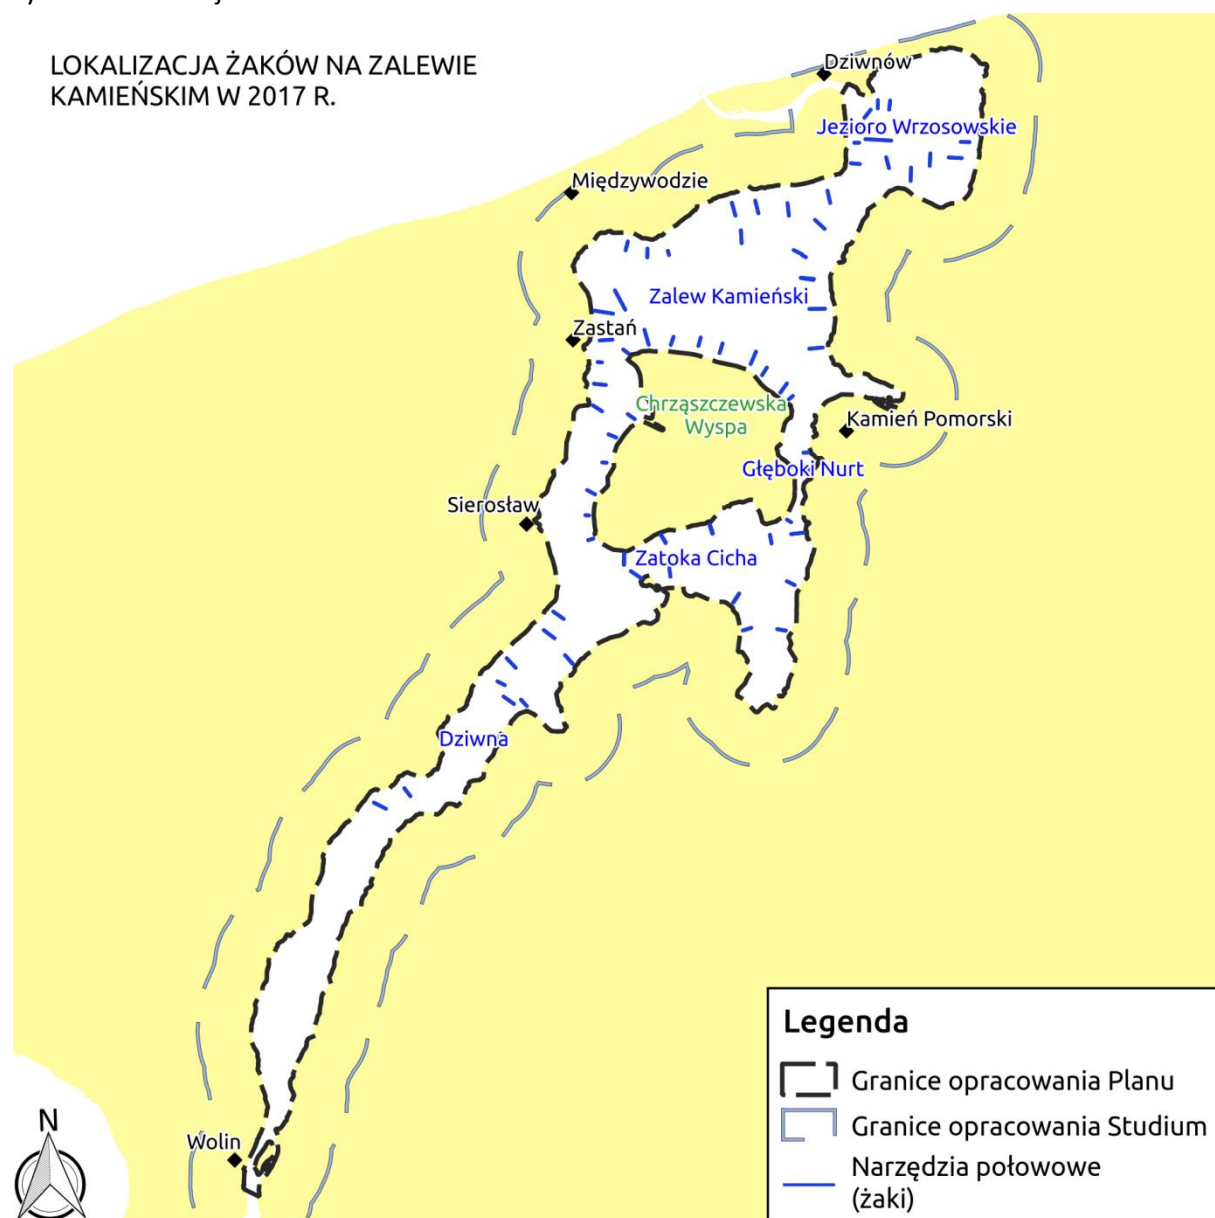 LOKALIZACJA ŻAKÓW NA ZALEWIE
KAMIEŃSKIM W 2017 R.
Dziwnów
Jezioro Wrzosowskie
Międzywodzie
Zalew Kamieński
Zastań
Chrząszczewska
Wyspa
Kamień Pomorski
Głęboki Nurt
Sierosław
Zatoka Cicha
Dziwna
Wolin
N
Legenda
Granice opracowania Planu
Granice opracowania Studium
Narzędzia połowowe
(żaki)